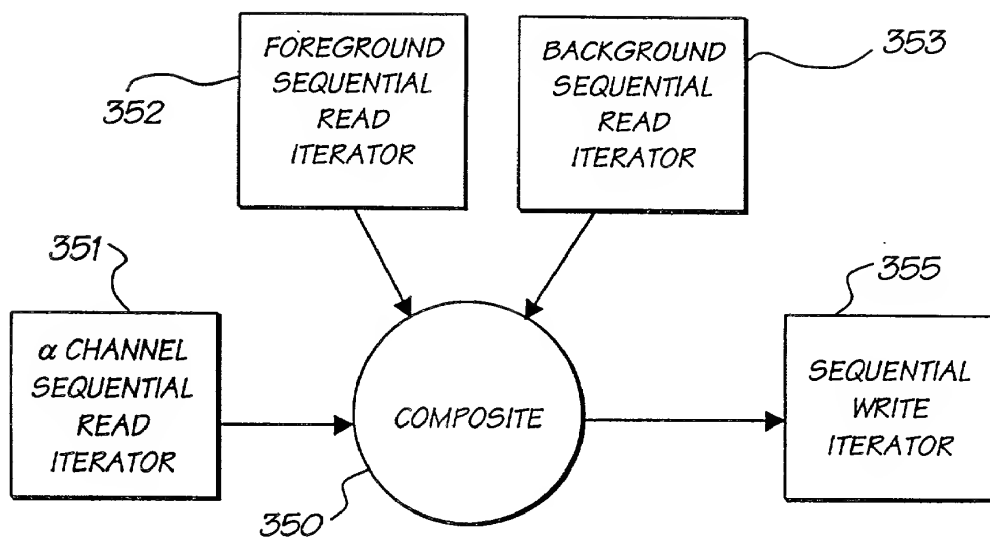 FOREGROUND
SEQUENTIAL
READ
ITERATOR
352
BACKGROUND
SEQUENTIAL
READ
ITERATOR
353
351
α CHANNEL
SEQUENTIAL
READ
ITERATOR
COMPOSITE
350
355
SEQUENTIAL
WRITE
ITERATOR